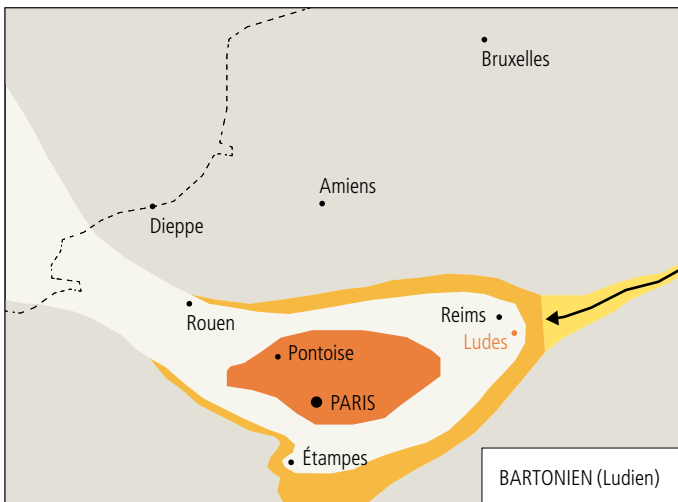 Bruxelles
Amiens
Dieppe
Rouen
Reims
Ludes
Pontoise
PARIS
Étampes
BARTONIEN (Ludien)